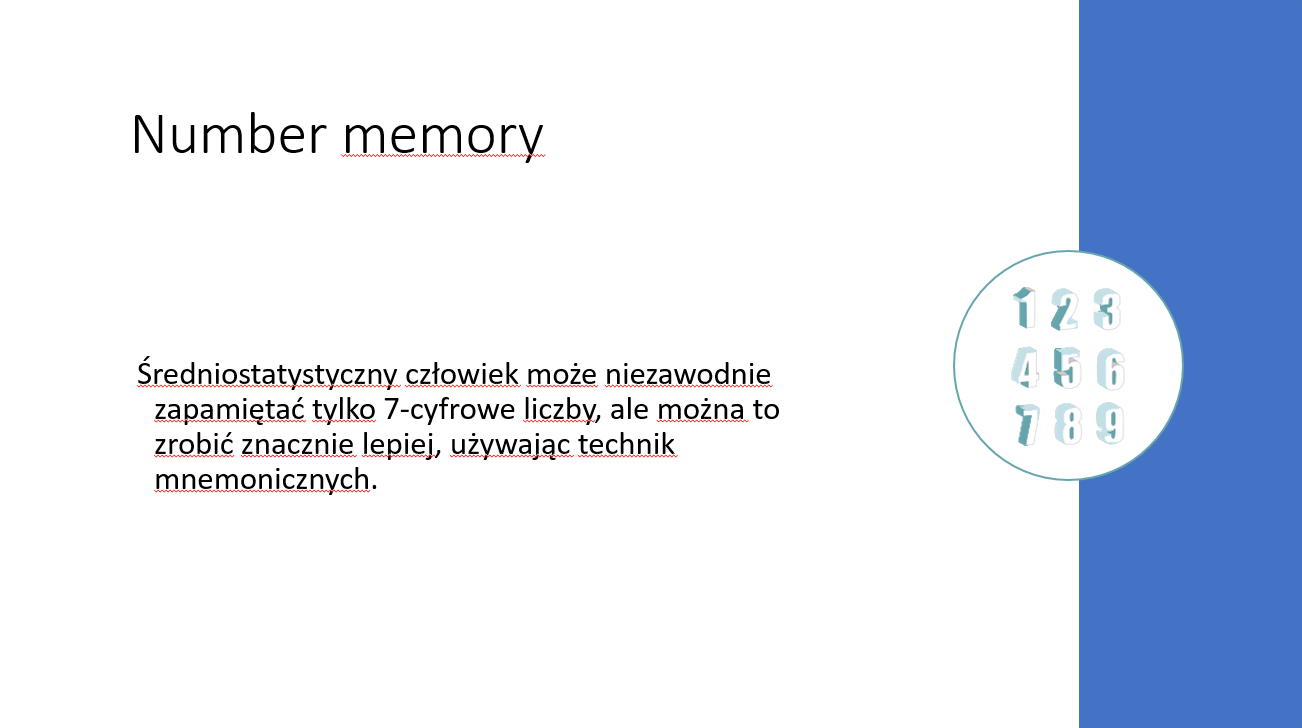 Number memory
Średniostatystyczny człowiek może niezawodnie
zapamiętać tylko 7-cyfrowe liczby, ale można to
zrobić znacznie lepiej, używając technik
mnemonicznych.
1 2 3
4 5 6
7 8 9